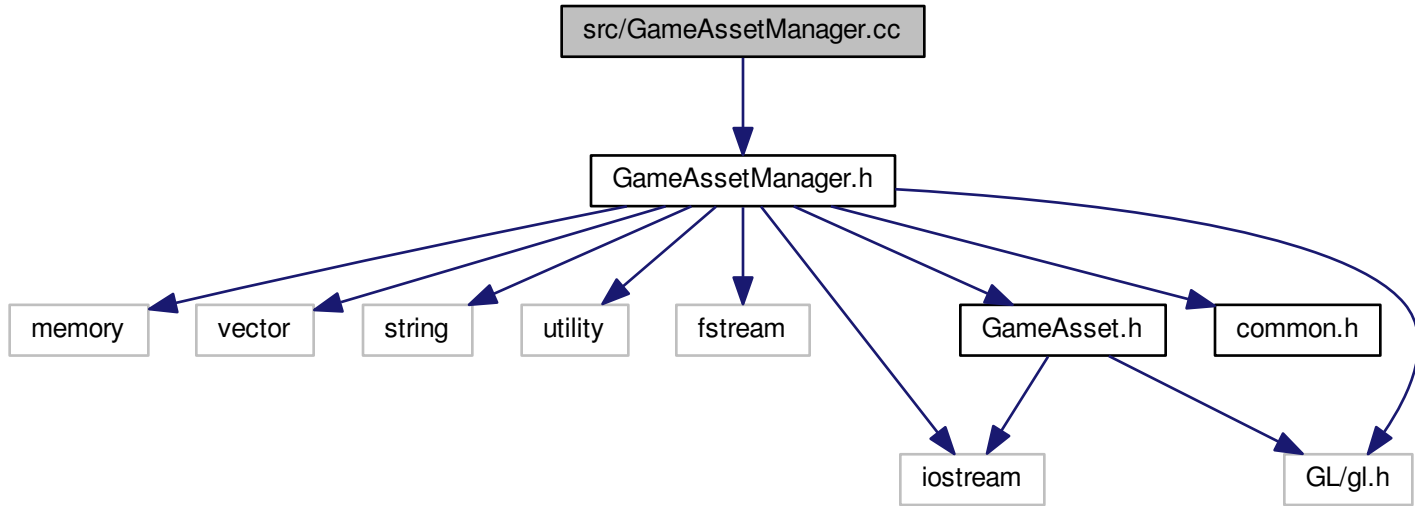 src/GameAssetManager.cc
GameAssetManager.h
memory
vector
string
utility
fstream
GameAsset.h
common.h
iostream
GL/gl.h